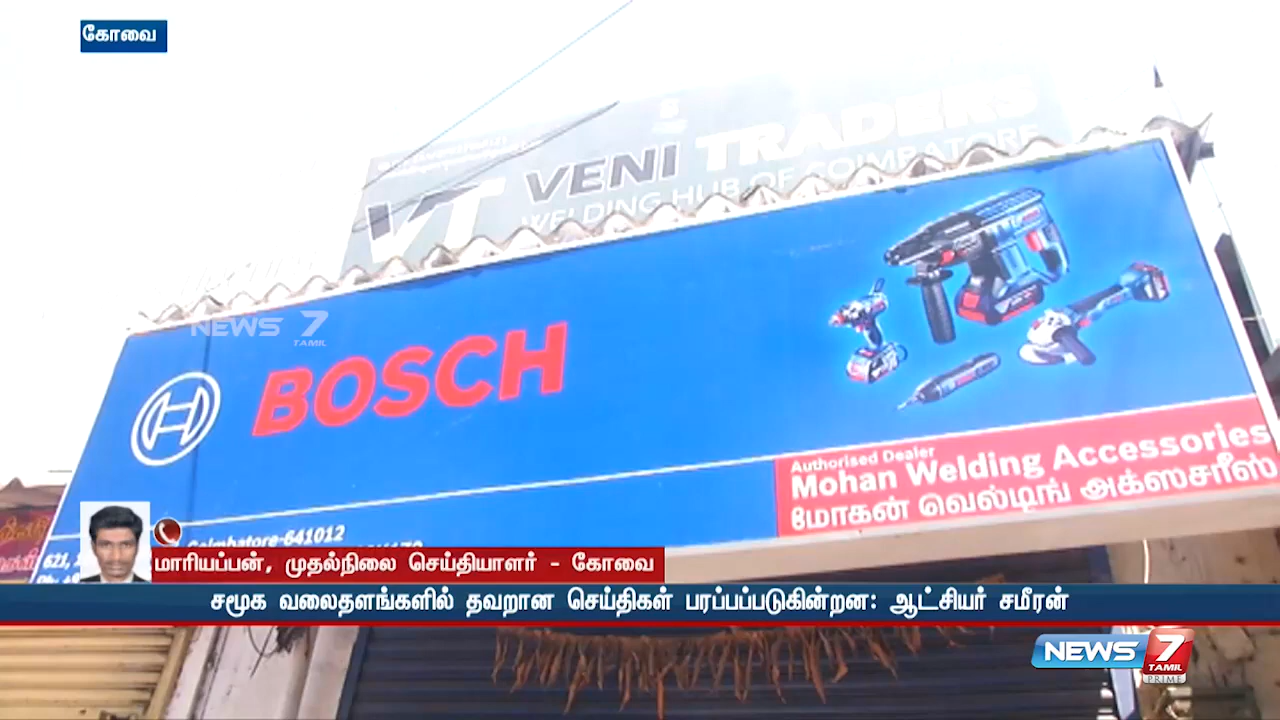 கோவை
VT VENI TRADERS
WELDING HUB OF COIMBATORE
NEWS 7
TAMIL
BOSCH
Authorised Dealer
Mohan Welding Accessories
மோகன் வெல்டிங் அக்ஸசரீஸ்
Coimbatore-641012
621,
மாரியப்பன், முதல்நிலை செய்தியாளர் - கோவை
சமூக வலைதளங்களில் தவறான செய்திகள் பரப்பப்படுகின்றன: ஆட்சியர் சமீரன்
NEWS 7
TAMIL
PRIME